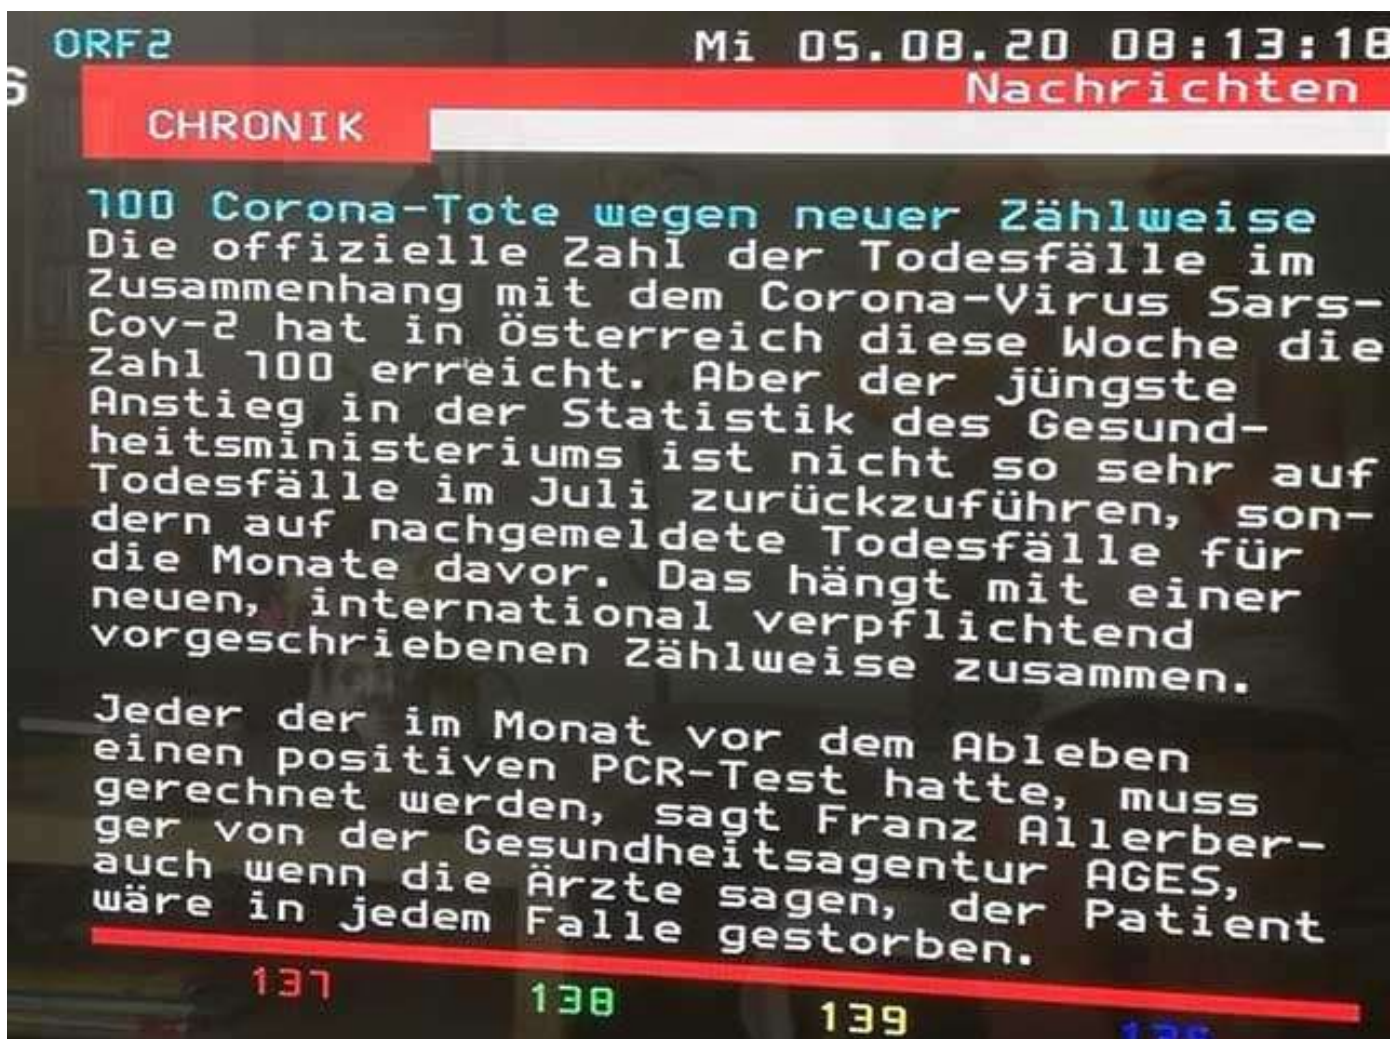 ORF2 Mi 05.08.20 08:13:18
S Nachrichten
CHRONIK
700 Corona-Tote wegen neuer Zählweise
Die offizielle Zahl der Todesfälle im
Zusammenhang mit dem Corona-Virus Sars-
Cov-2 hat in Österreich diese Woche die
Zahl 700 erreicht. Aber der jüngste
Anstieg in der Statistik des Gesund-
heitsministeriums ist nicht so sehr auf
Todesfälle im Juli zurückzuführen, son-
dern auf nachgemeldete Todesfälle für
die Monate davor. Das hängt mit einer
neuen, international verpflichtend
vorgeschriebenen Zählweise zusammen.
Jeder der im Monat vor dem Ableben
einen positiven PCR-Test hatte, muss
gerechnet werden, sagt Franz Allerber-
ger von der Gesundheitsagentur AGES,
auch wenn die Ärzte sagen, der Patient
wäre in jedem Falle gestorben.
137 138 139